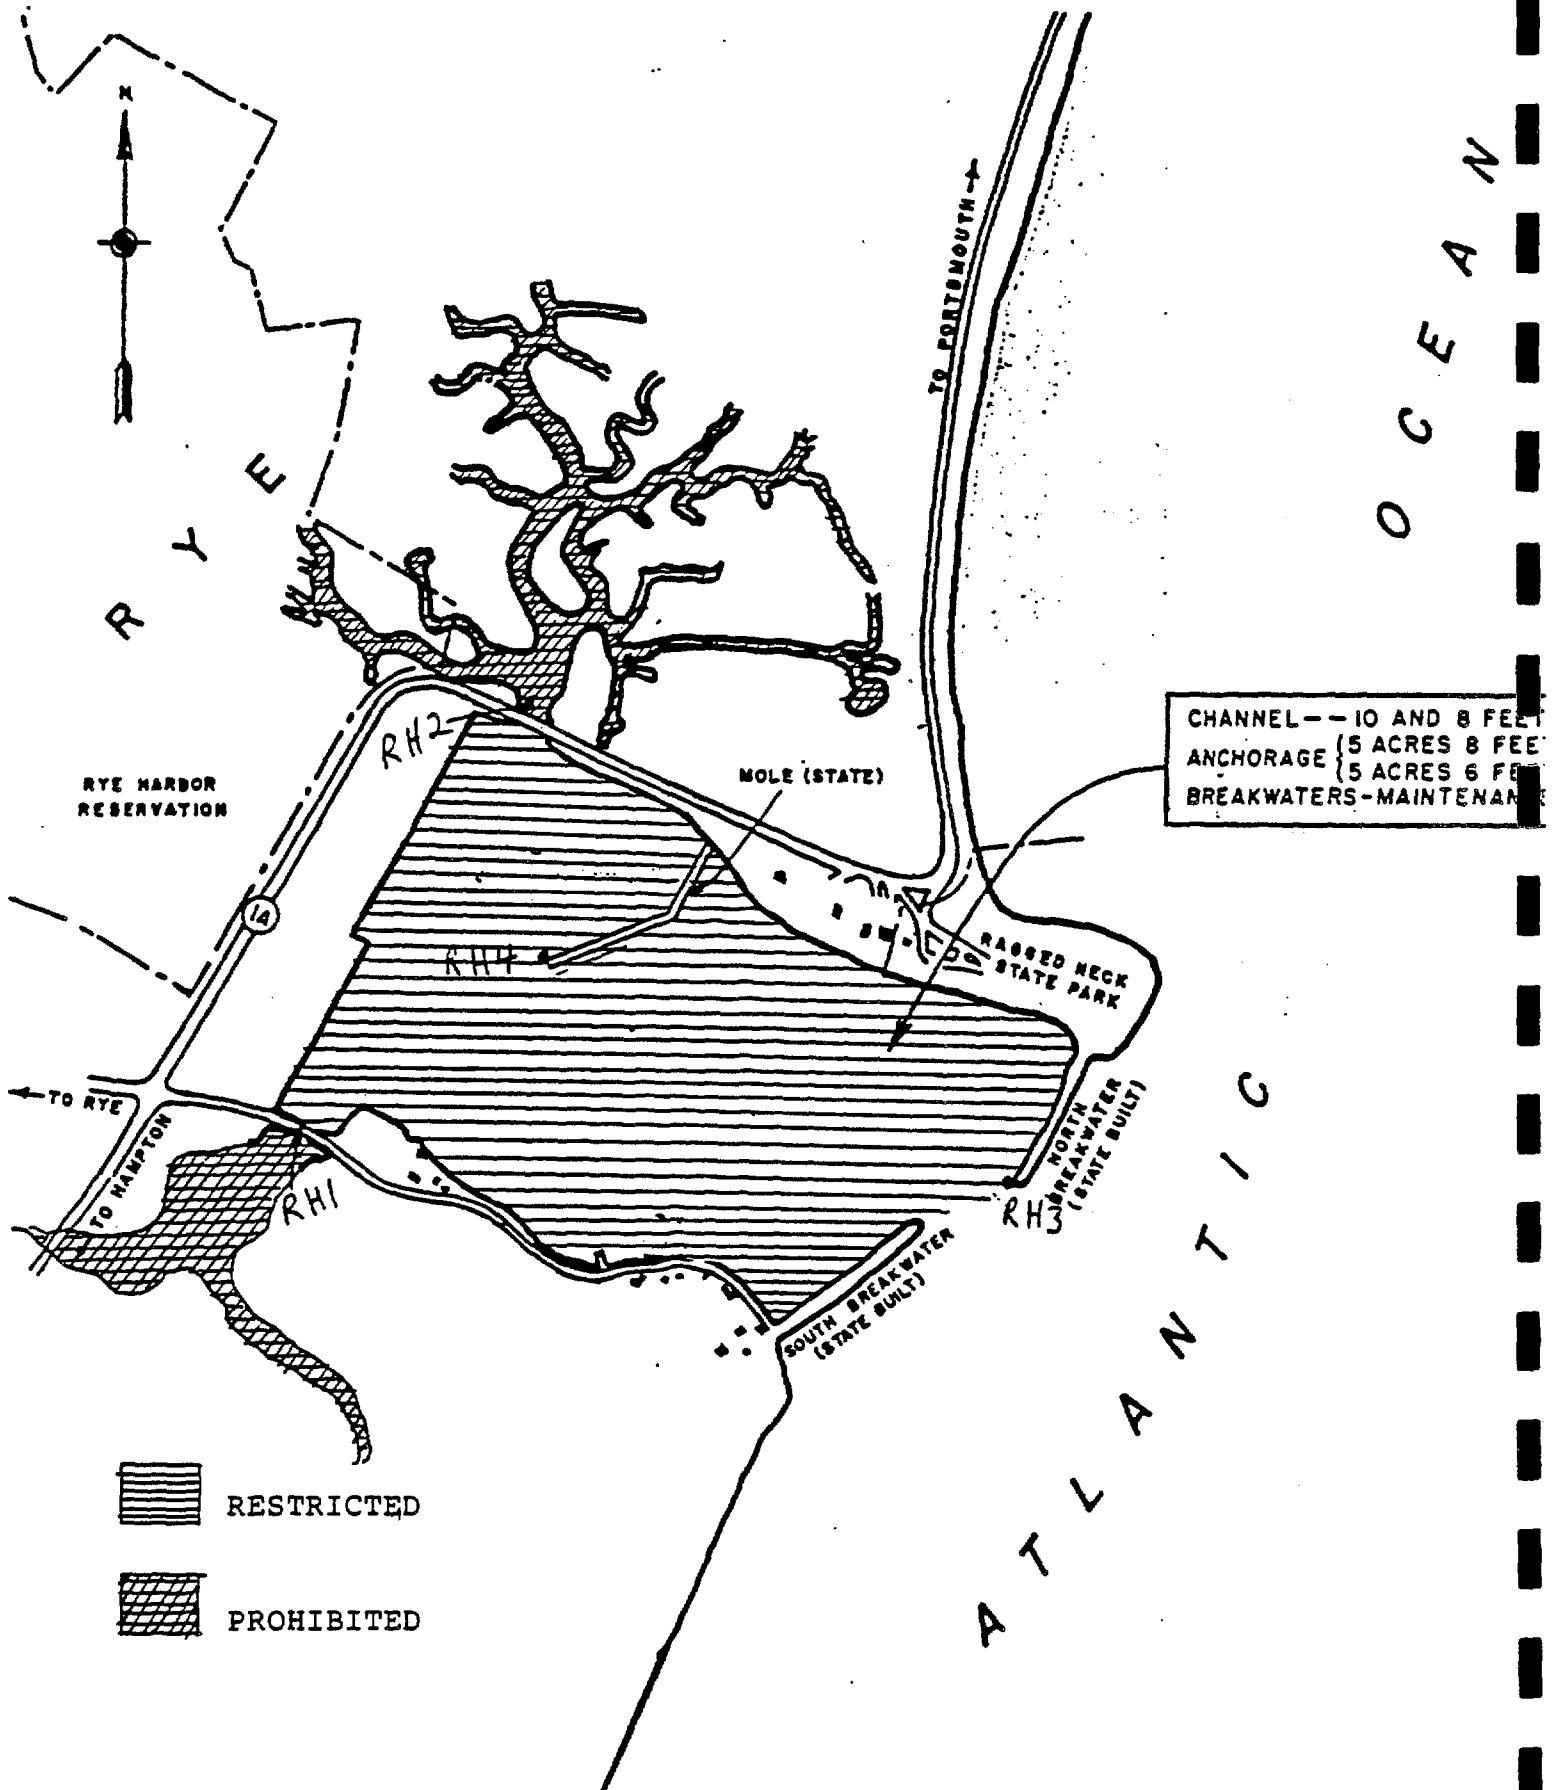 N
TO PORTSMOUTH
OCEAN
RYE
RH2
MOLE (STATE)
CHANNEL--10 AND 8 FEET
ANCHORAGE {5 ACRES 8 FEE
{5 ACRES 6 FE
BREAKWATERS-MAINTENAN
RYE HARBOR
RESERVATION
1A
RH4
RAGGED NECK
STATE PARK
TO RYE
TO HAMPTON
RH1
NORTH
BREAKWATER
(STATE BUILT)
RH3
SOUTH BREAKWATER
(STATE BUILT)
ATLANTIC
RESTRICTED
PROHIBITED